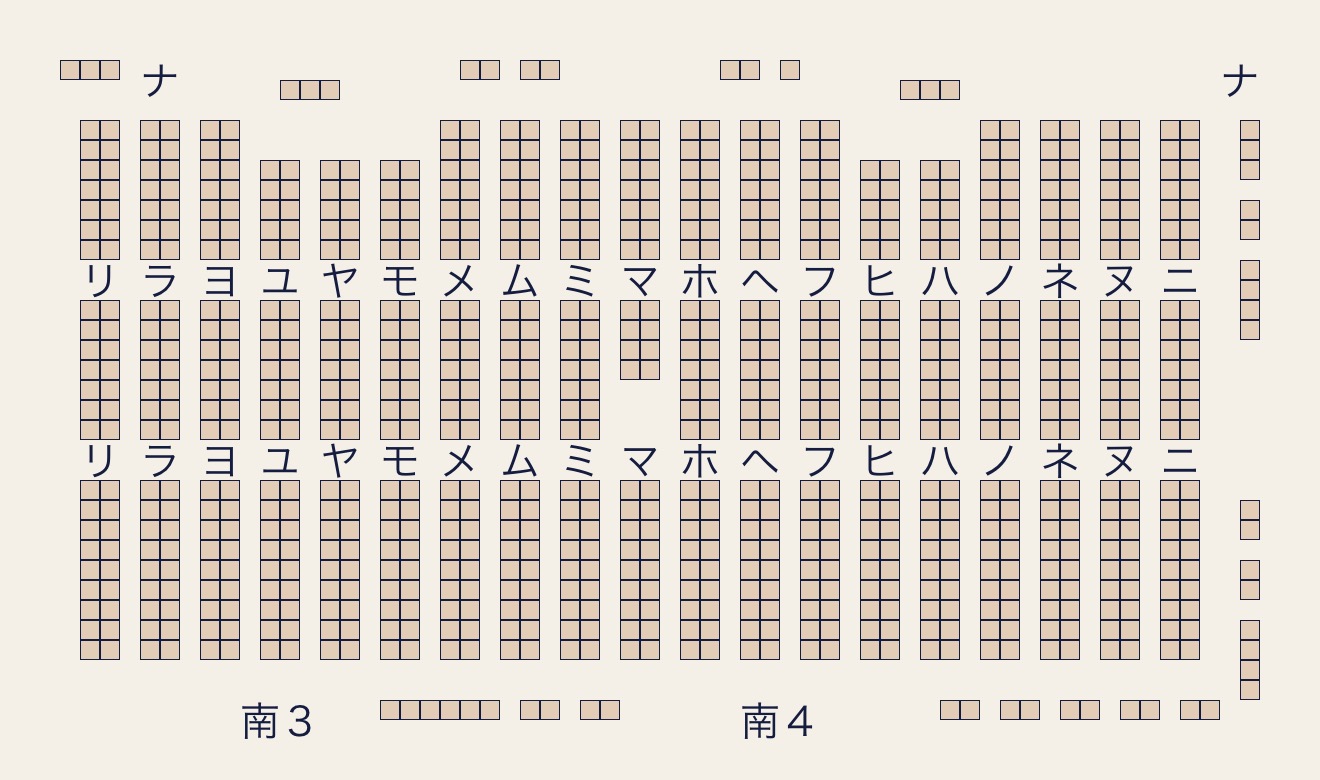 ナ ナ
リ ラ ヨ ユ ヤ モ メ ム ミ マ ホ ヘ フ ヒ ハ ノ ネ ヌ ニ
リ ラ ヨ ユ ヤ モ メ ム ミ マ ホ ヘ フ ヒ ハ ノ ネ ヌ ニ
南3 南4